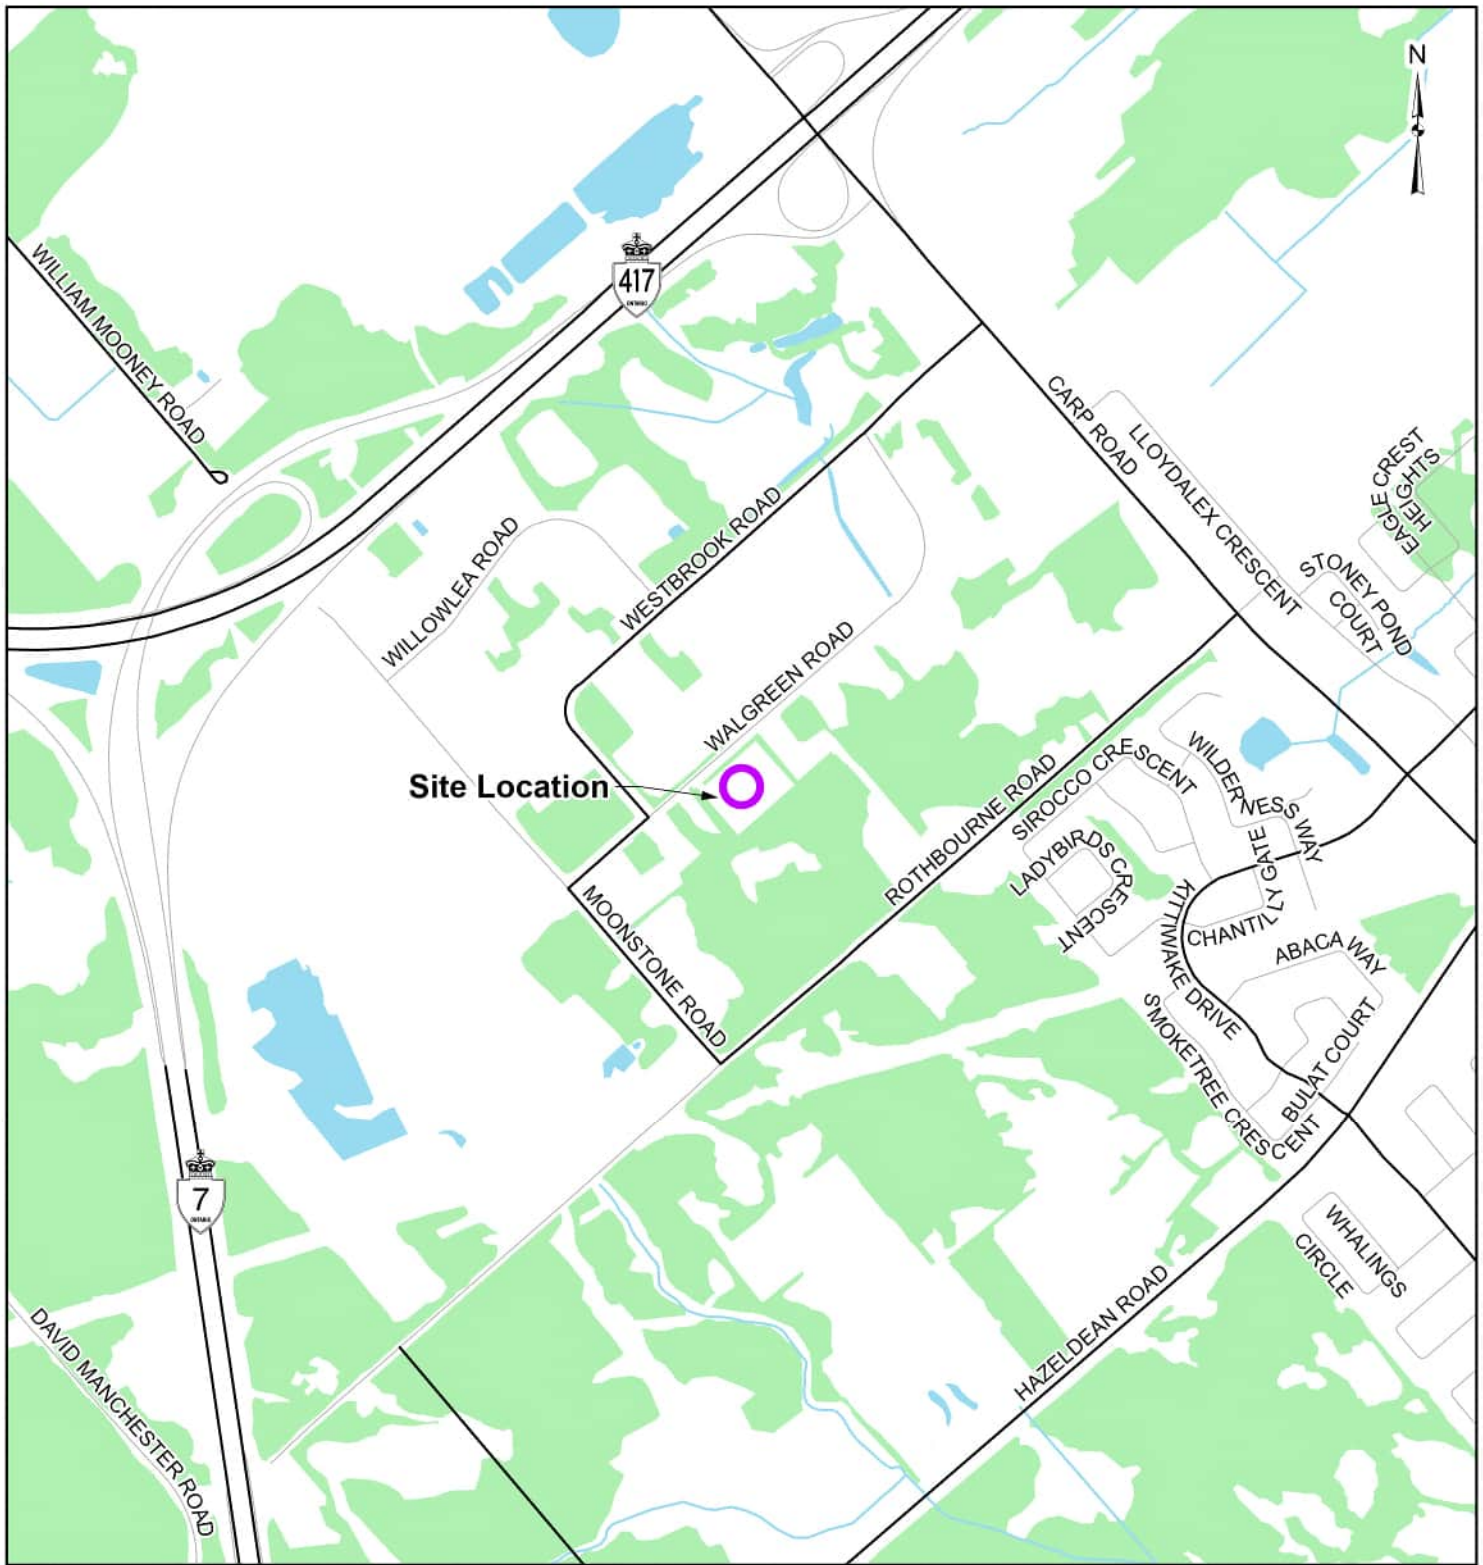 N
WILLIAM MOONEY ROAD
417
ONTARIO
CARP ROAD
LLOYDALEX CRESCENT
EAGLE CREST
HEIGHTS
STONEY POND
COURT
WILLOWLEA ROAD
WESTBROOK ROAD
WALGREEN ROAD
Site Location
ROTHBOURNE ROAD
SIROCCO CRESCENT
WILDERNESS WAY
LADYBIRDS CRESCENT
CHANTILLY GATE
KITTIWAKE DRIVE
ABACA WAY
MOONSTONE ROAD
SMOKETREE CRESCENT
BULAT COURT
7
ONTARIO
WHALINGS
CIRCLE
HAZELDEAN ROAD
DAVID MANCHESTER ROAD